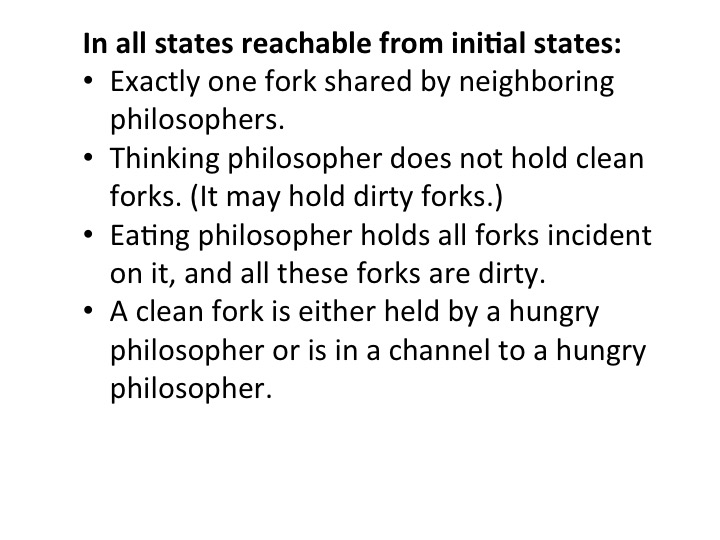 In all states reachable from initial states:
• Exactly one fork shared by neighboring
philosophers.
• Thinking philosopher does not hold clean
forks. (It may hold dirty forks.)
• Eating philosopher holds all forks incident
on it, and all these forks are dirty.
• A clean fork is either held by a hungry
philosopher or is in a channel to a hungry
philosopher.